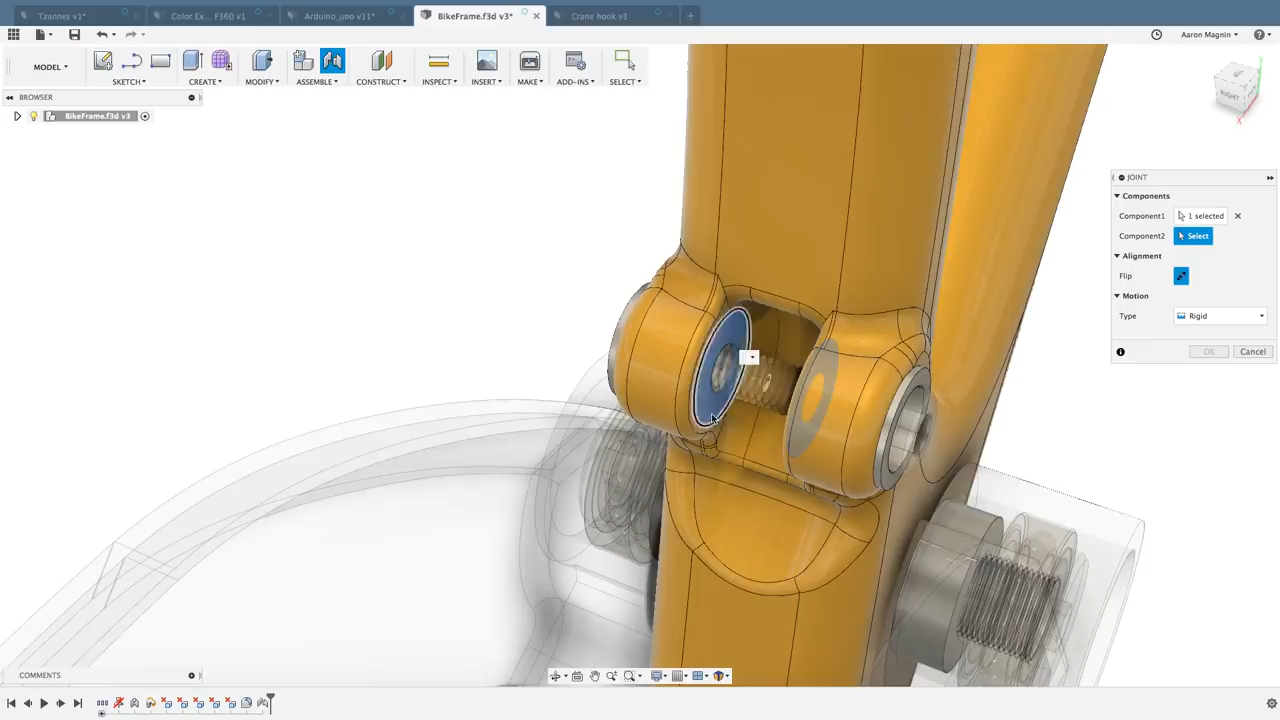 Tzannes v1*
Color Ex... F360 v1
Arduino_uno v11*
BikeFrame.f3d v3*
Crane hook v3
Aaron Magnin
MODEL
SKETCH
CREATE
MODIFY
ASSEMBLE
CONSTRUCT
INSPECT
INSERT
MAKE
ADD-INS
SELECT
BROWSER
BikeFrame.f3d v3
RIGHT
Y
X
JOINT
Components
Component1 1 selected
Component2 Select
Alignment
Flip
Motion
Type Rigid
OK Cancel
COMMENTS